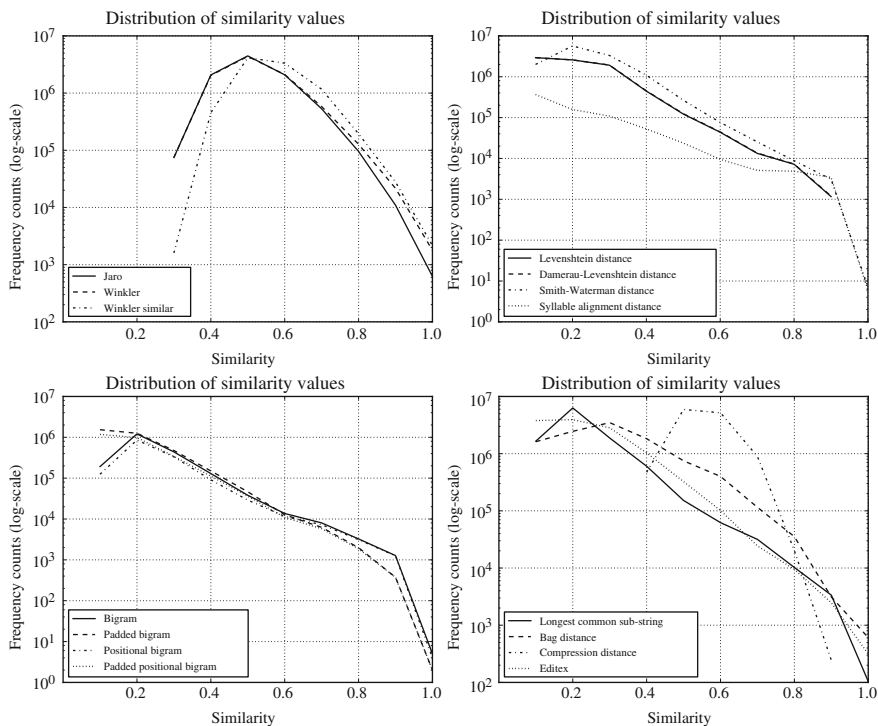 Distribution of similarity values
10^7
10^6
10^5
10^4
10^3
10^2
Frequency counts (log-scale)
Jaro
Winkler
Winkler similar
0.2 0.4 0.6 0.8 1.0
Similarity
Distribution of similarity values
10^7
10^6
10^5
10^4
10^3
10^2
10^1
10^0
Frequency counts (log-scale)
Levenshtein distance
Damerau-Levenshtein distance
Smith-Waterman distance
Syllable alignment distance
0.2 0.4 0.6 0.8 1.0
Similarity
Distribution of similarity values
10^7
10^6
10^5
10^4
10^3
10^2
10^1
10^0
Frequency counts (log-scale)
Bigram
Padded bigram
Positional bigram
Padded positional bigram
0.2 0.4 0.6 0.8 1.0
Similarity
Distribution of similarity values
10^7
10^6
10^5
10^4
10^3
10^2
Frequency counts (log-scale)
Longest common sub-string
Bag distance
Compression distance
Editex
0.2 0.4 0.6 0.8 1.0
Similarity